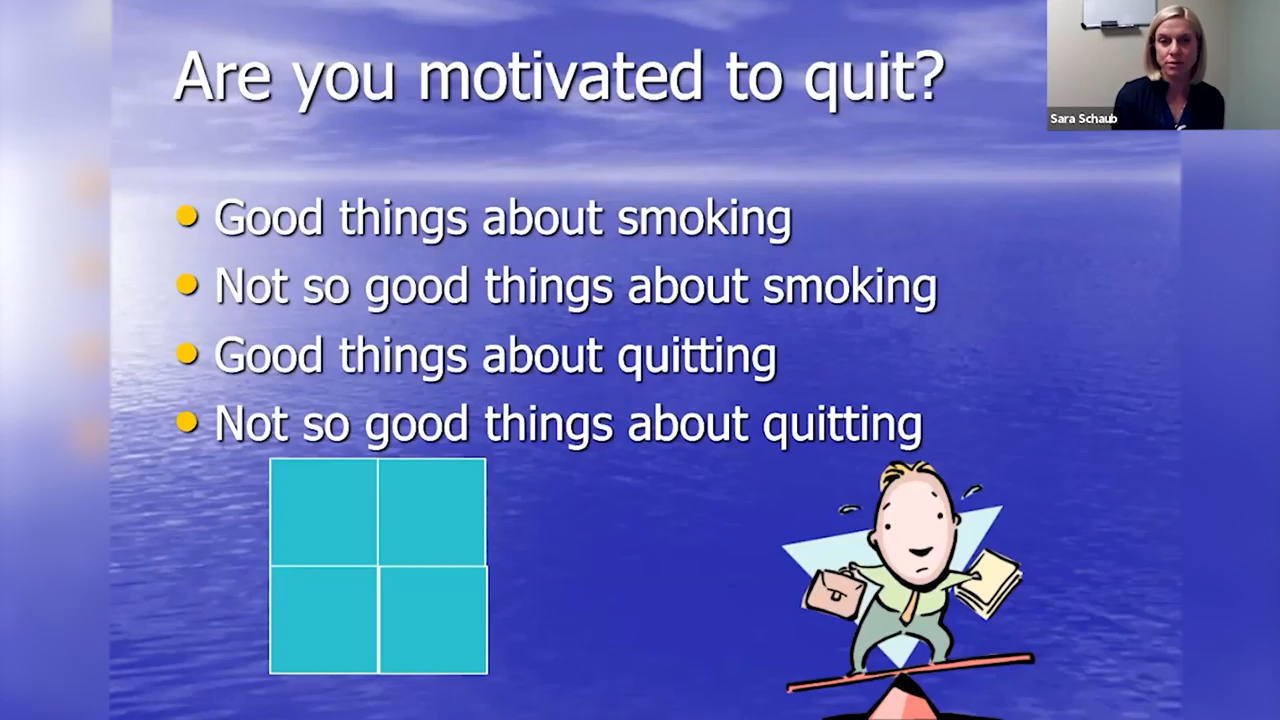 Are you motivated to quit?
Sara Schaub
Good things about smoking
Not so good things about smoking
Good things about quitting
Not so good things about quitting